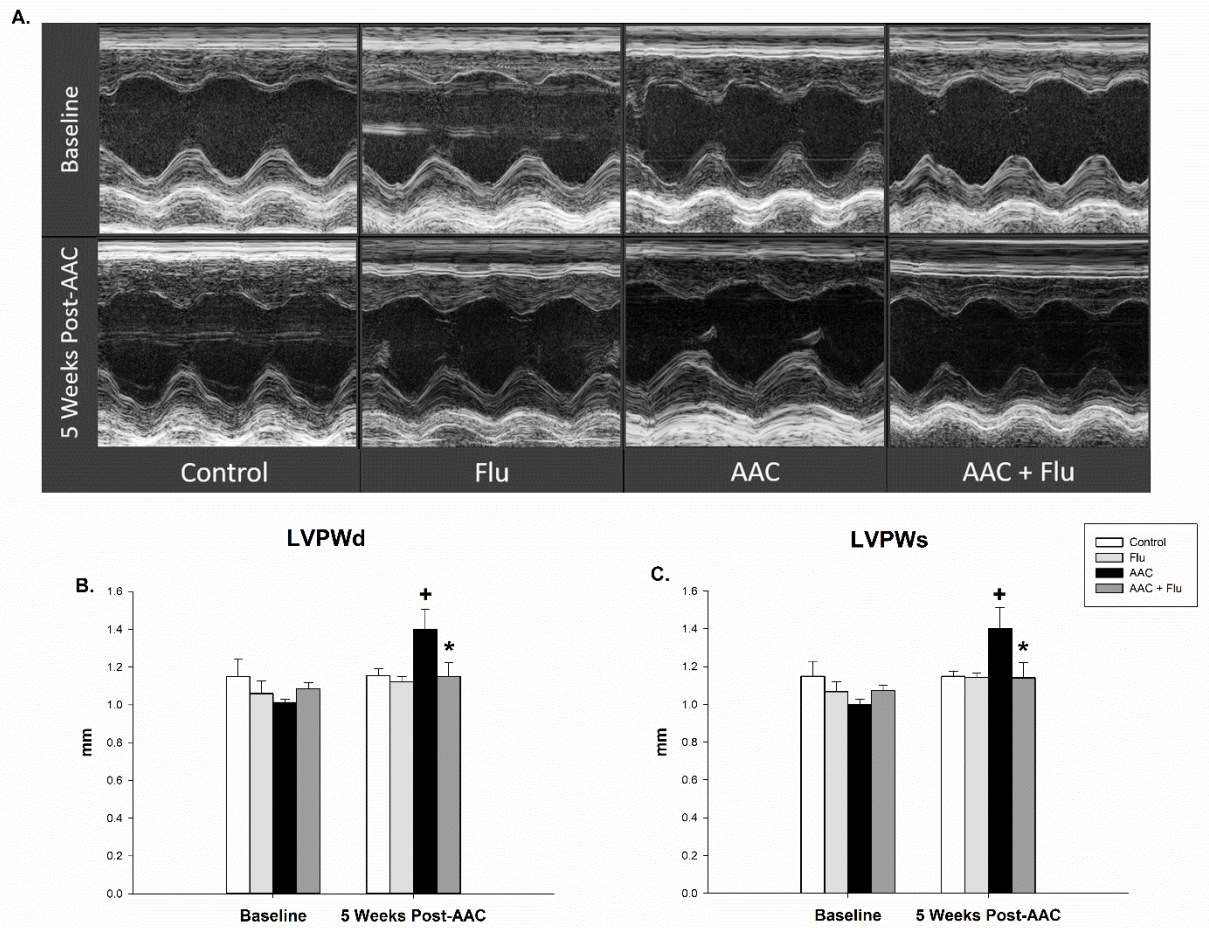 A.
Baseline
5 Weeks Post-AAC
Control
Flu
AAC
AAC + Flu
LVPWd
LVPWs
Control
Flu
AAC
AAC + Flu
B.
1.6
1.4
1.2
1.0
0.8
0.6
0.4
0.2
0.0
mm
+
*
Baseline
5 Weeks Post-AAC
C.
1.6
1.4
1.2
1.0
0.8
0.6
0.4
0.2
0.0
mm
+
*
Baseline
5 Weeks Post-AAC